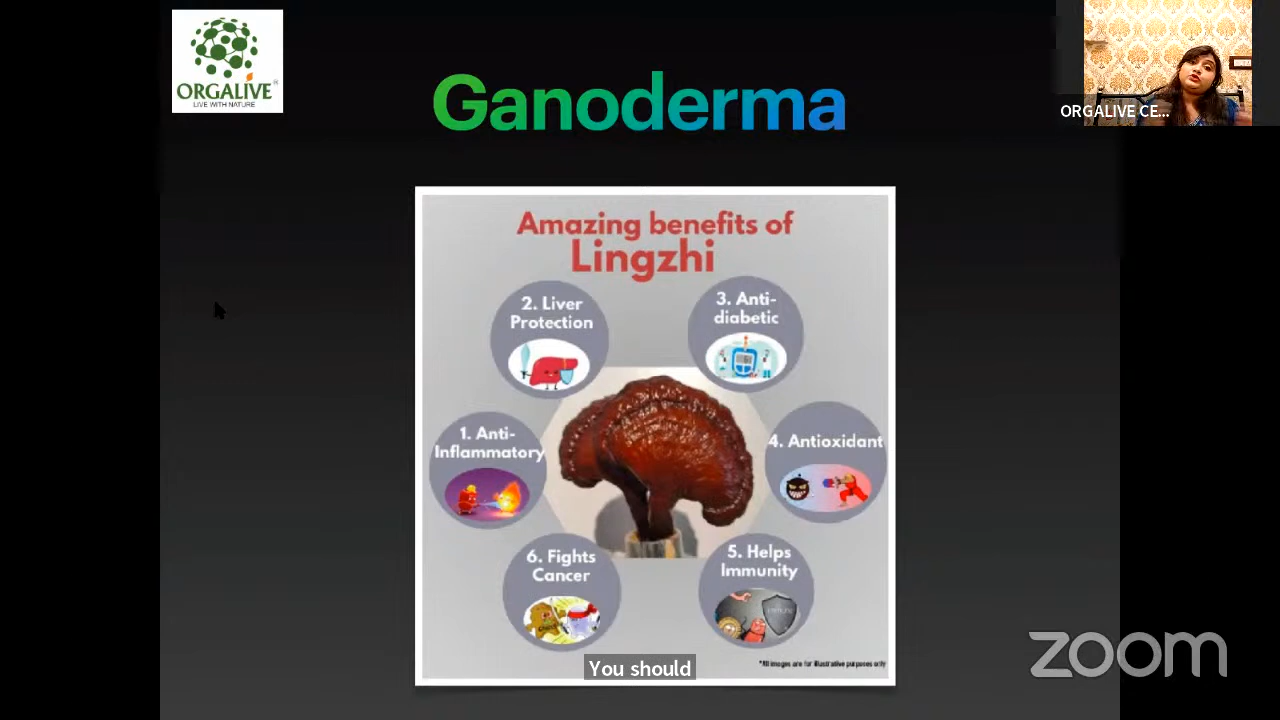 ORGALIVE
LIVE WITH NATURE
Ganoderma
ORGALIVE CE...
Amazing benefits of
Lingzhi
2. Liver
Protection
3. Anti-
diabetic
1. Anti-
Inflammatory
4. Antioxidant
6. Fights
Cancer
5. Helps
Immunity
*All images are for illustrative purposes only
You should
zoom